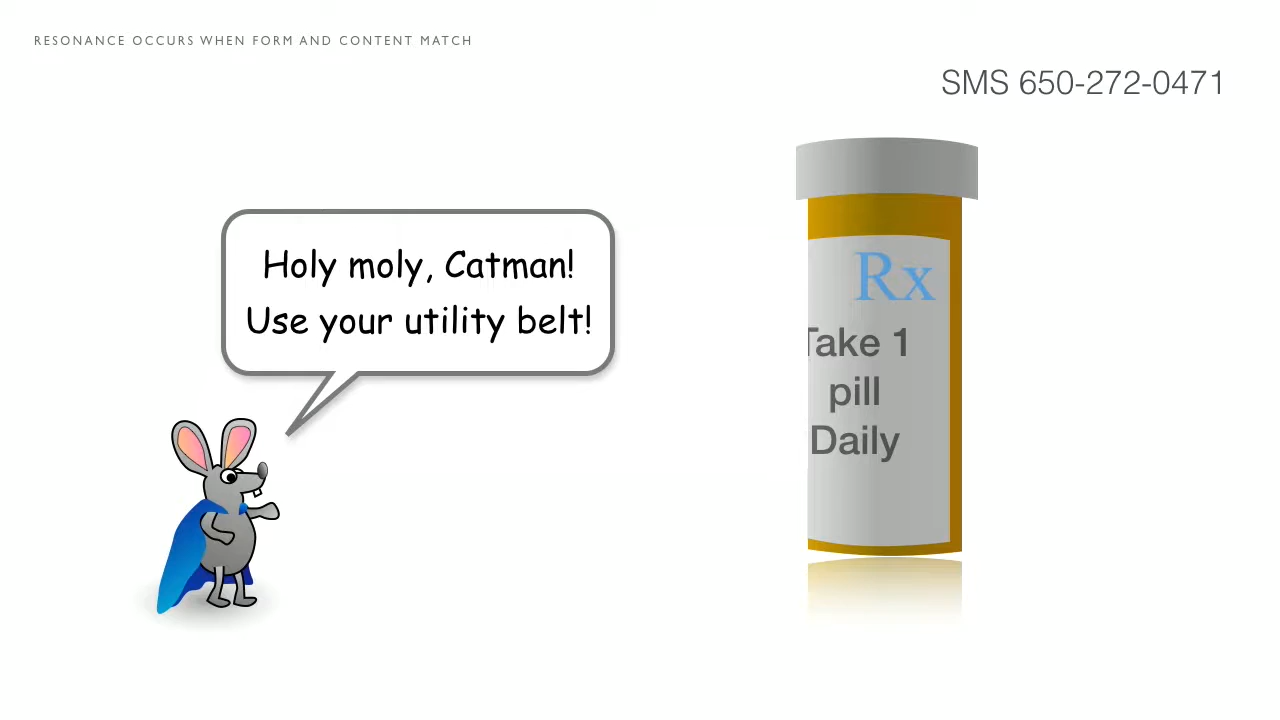 RESONANCE OCCURS WHEN FORM AND CONTENT MATCH
SMS 650-272-0471
Holy moly, Catman!
Use your utility belt!
Rx
Take 1
pill
Daily